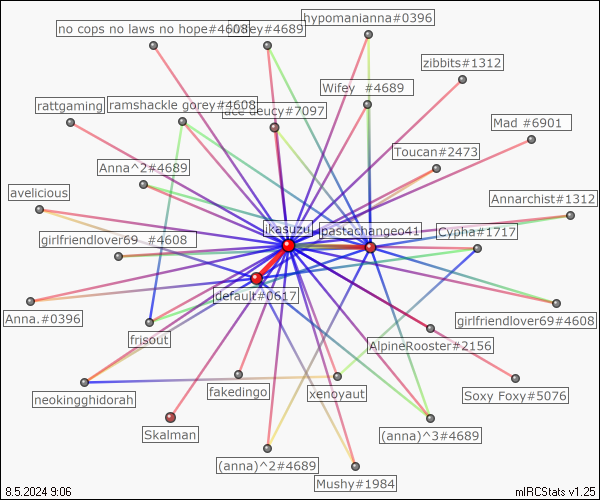 hypomanianna#0396
no cops no laws no hope#4608
#4689
zibbits#1312
Wifey #4689
rattgaming
ramshackle gorey#4608
ace deucy#7097
Mad #6901
Toucan#2473
Anna^2#4689
avelicious
Annarchist#1312
ikasuzu
pastachangeo41
Cypha#1717
girlfriendlover69 #4608
default#0617
Anna.#0396
girlfriendlover69#4608
frisout
AlpineRooster#2156
neokingghidorah
fakedingo
xenoyaut
Soxy Foxy#5076
Skalman
(anna)^3#4689
(anna)^2#4689
Mushy#1984
8.5.2024 9:06
mIRCStats v1.25